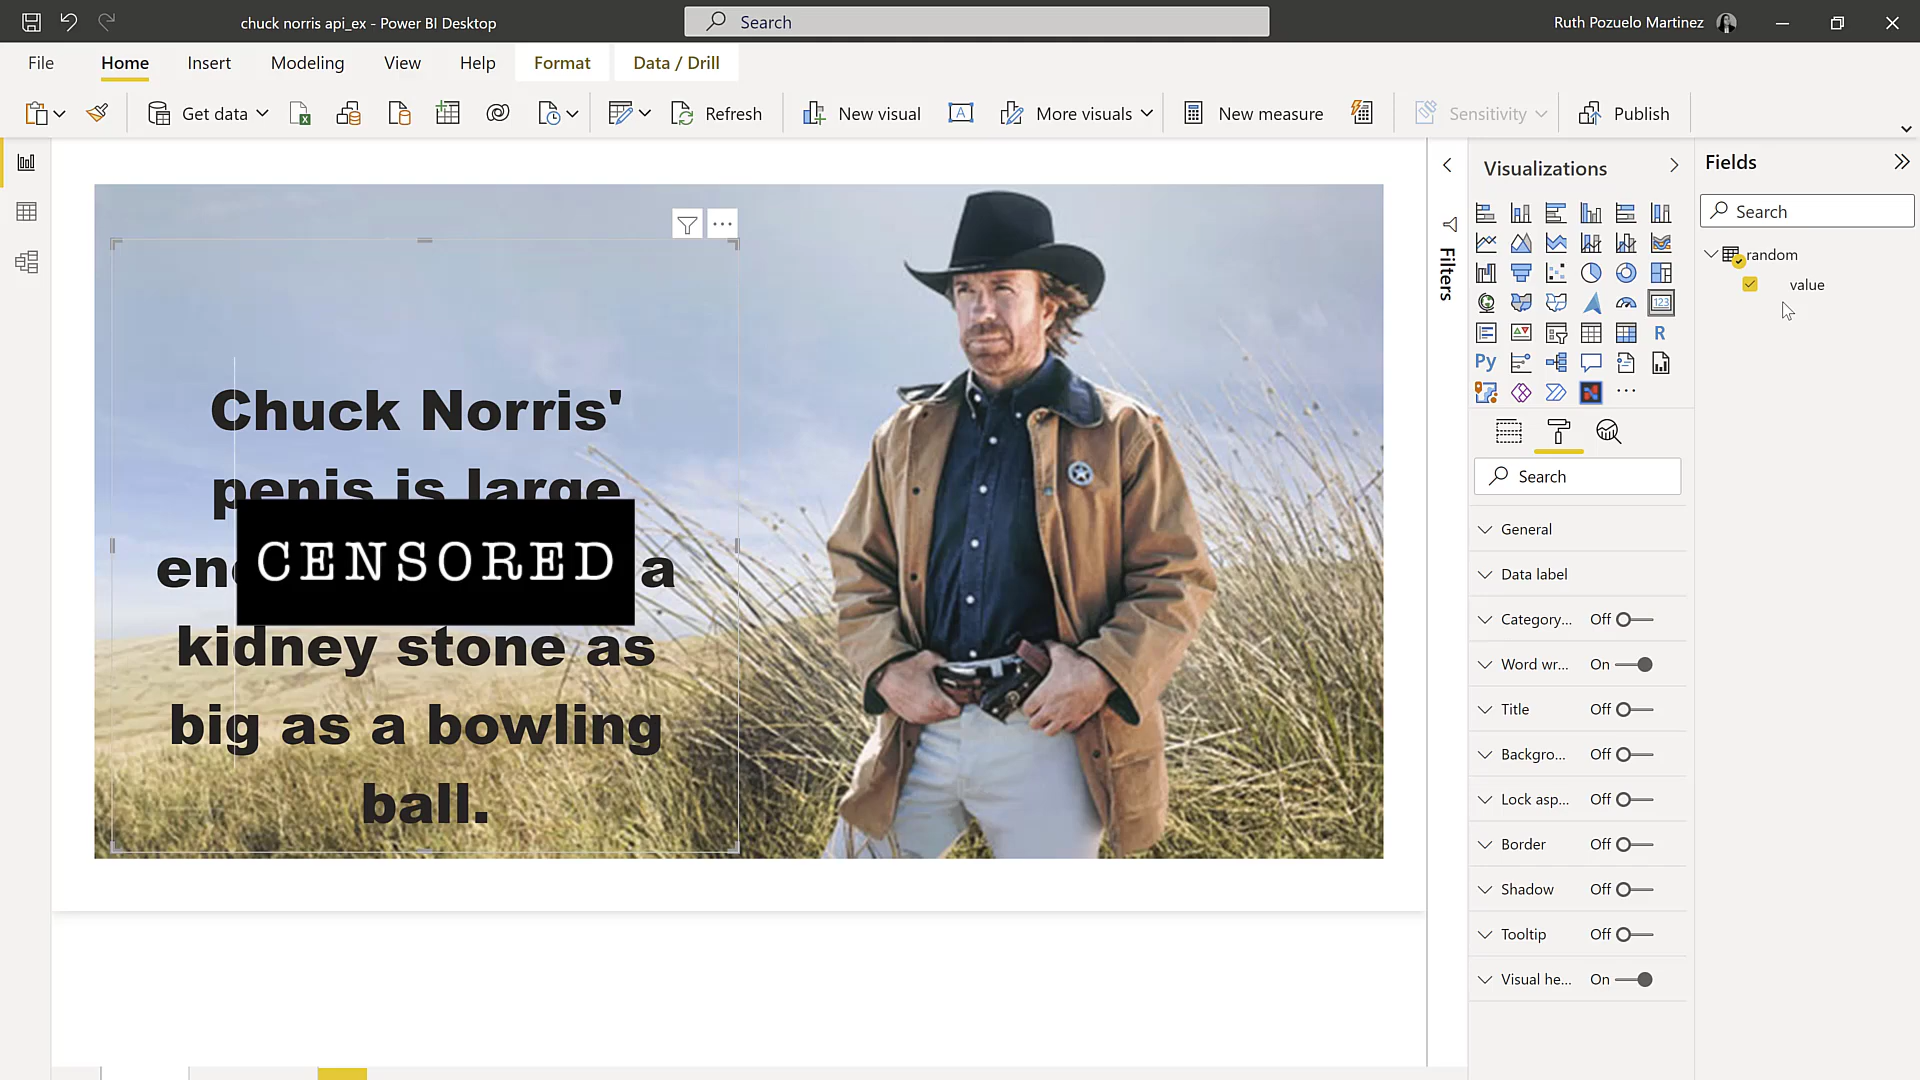 chuck norris api_ex - Power BI Desktop
Search
Ruth Pozuelo Martinez
File Home Insert Modeling View Help Format Data / Drill
Get data Refresh New visual A More visuals New measure Sensitivity Publish
Chuck Norris'
penis is large
CENSORED a
kidney stone as
big as a bowling
ball.
Filters
Visualizations
123
R
Py
Search
General
Data label
Category... Off
Word wr... On
Title Off
Backgro... Off
Lock asp... Off
Border Off
Shadow Off
Tooltip Off
Visual he... On
Fields
Search
random
value